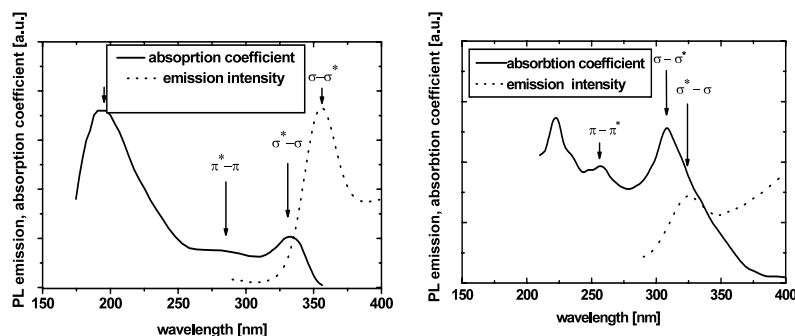 PL emission, absorbtion coefficient [a.u.]
absoprtion coefficient
emission intensity
σ–σ*
σ*–σ
π*–π
150 200 250 300 350 400
wavelength [nm]
PL emission, absorbtion coefficient [a.u.]
absorbtion coefficient
emission intensity
σ–σ*
σ*–σ
π–π*
150 200 250 300 350 400
wavelength [nm]